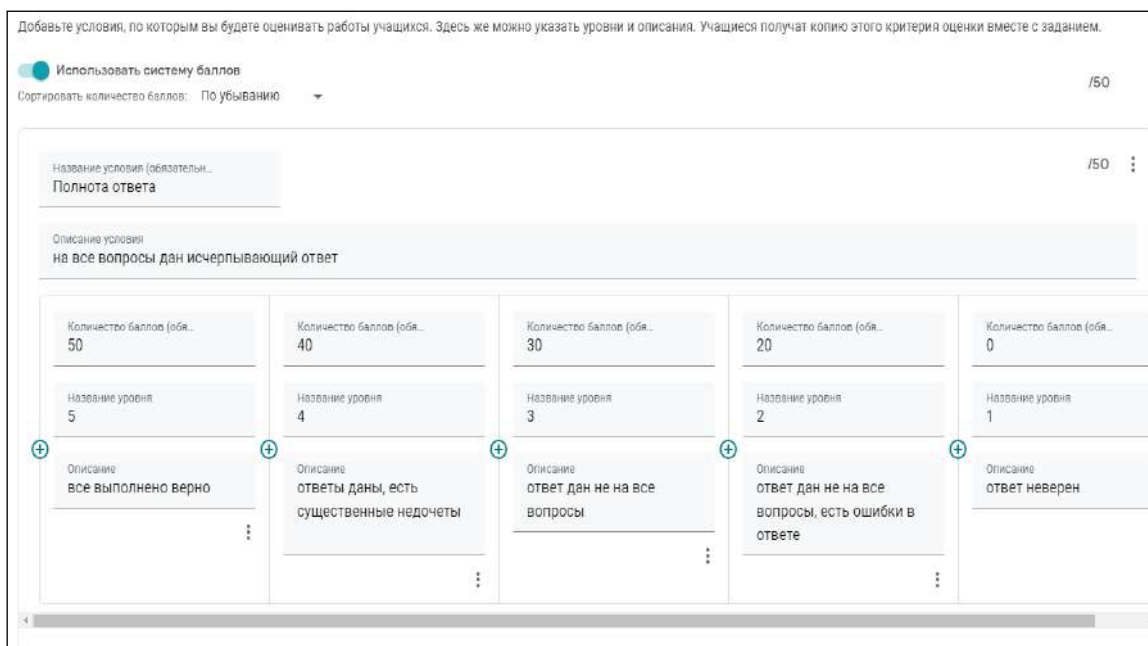 Добавьте условия, по которым вы будете оценивать работы учащихся. Здесь же можно указать уровни и описания. Учащиеся получат копию этого критерия оценки вместе с заданием.
Использовать систему баллов
/50
Сортировать количество баллов: По убыванию
Название условия (обязательн...
/50
Полнота ответа
Описание условия
на все вопросы дан исчерпывающий ответ
Количество баллов (обя...
50
Название уровня
5
Описание
все выполнено верно
Количество баллов (обя...
40
Название уровня
4
Описание
ответы даны, есть
существенные недочеты
Количество баллов (обя...
30
Название уровня
3
Описание
ответ дан не на все
вопросы
Количество баллов (обя...
20
Название уровня
2
Описание
ответ дан не на все
вопросы, есть ошибки в
ответе
Количество баллов (обя...
0
Название уровня
1
Описание
ответ неверен